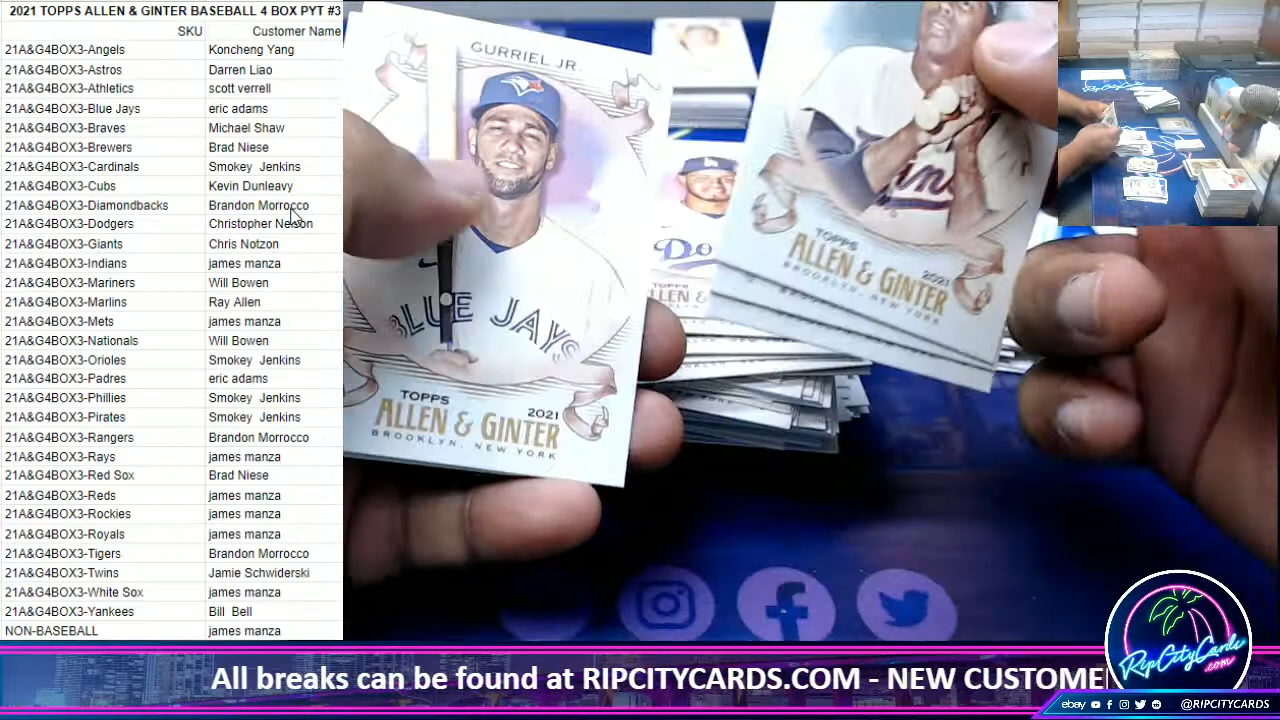 2021 TOPPS ALLEN & GINTER BASEBALL 4 BOX PYT #3
SKU Customer Name
21A&G4BOX3-Angels Koncheng Yang
21A&G4BOX3-Astros Darren Liao
21A&G4BOX3-Athletics scott verrell
21A&G4BOX3-Blue Jays eric adams
21A&G4BOX3-Braves Michael Shaw
21A&G4BOX3-Brewers Brad Niese
21A&G4BOX3-Cardinals Smokey Jenkins
21A&G4BOX3-Cubs Kevin Dunleavy
21A&G4BOX3-Diamondbacks Brandon Morrocco
21A&G4BOX3-Dodgers Christopher Nelson
21A&G4BOX3-Giants Chris Notzon
21A&G4BOX3-Indians james manza
21A&G4BOX3-Mariners Will Bowen
21A&G4BOX3-Marlins Ray Allen
21A&G4BOX3-Mets james manza
21A&G4BOX3-Nationals Will Bowen
21A&G4BOX3-Orioles Smokey Jenkins
21A&G4BOX3-Padres eric adams
21A&G4BOX3-Phillies Smokey Jenkins
21A&G4BOX3-Pirates Smokey Jenkins
21A&G4BOX3-Rangers Brandon Morrocco
21A&G4BOX3-Rays james manza
21A&G4BOX3-Red Sox Brad Niese
21A&G4BOX3-Reds james manza
21A&G4BOX3-Rockies james manza
21A&G4BOX3-Royals james manza
21A&G4BOX3-Tigers Brandon Morrocco
21A&G4BOX3-Twins Jamie Schwiderski
21A&G4BOX3-White Sox james manza
21A&G4BOX3-Yankees Bill Bell
NON-BASEBALL james manza
GURRIEL JR.
BLUE JAYS
TOPPS 2021
ALLEN & GINTER
BROOKLYN, NEW YORK
Do
LLEN &
TOPPS 2021
ALLEN & GINTER
BROOKLYN, NEW YORK
All breaks can be found at RIPCITYCARDS.COM - NEW CUSTOME
RipCityCards
.com
ebay @RIPCITYCARDS